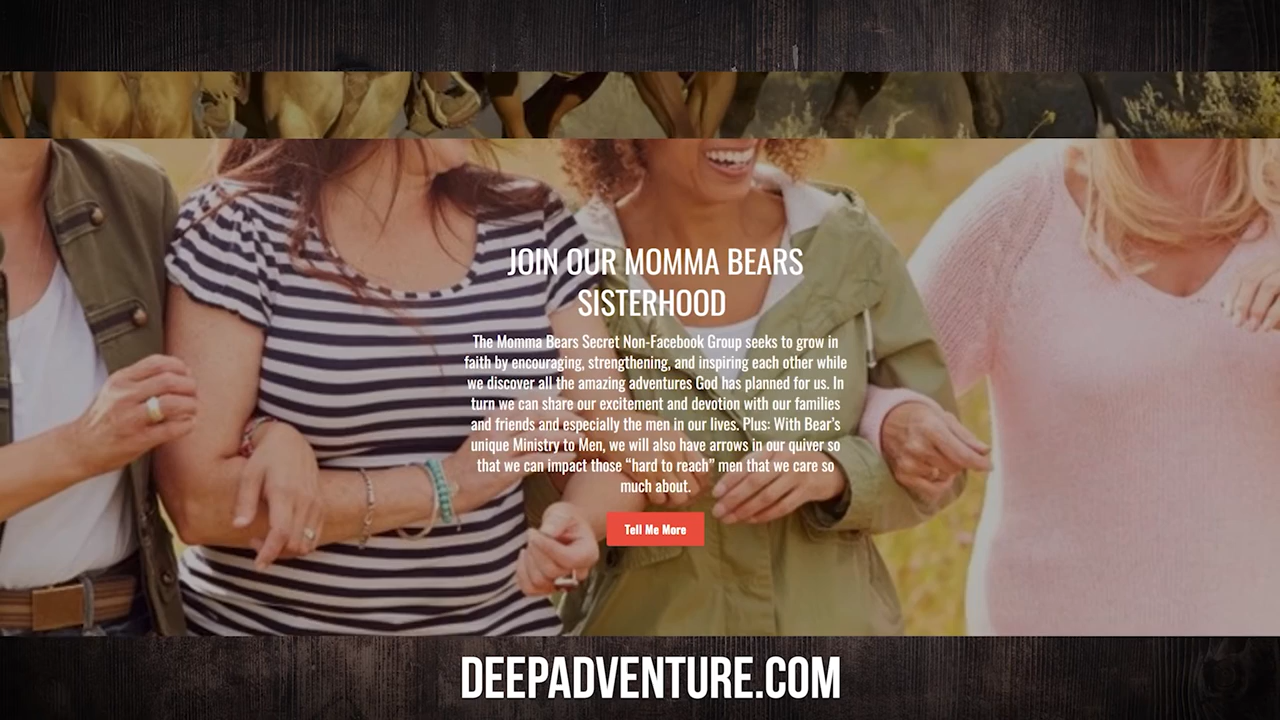 JOIN OUR MOMMA BEARS
SISTERHOOD
The Momma Bears Secret Non-Facebook Group seeks to grow in
faith by encouraging, strengthening, and inspiring each other while
we discover all the amazing adventures God has planned for us. In
turn we can share our excitement and devotion with our families
and friends and especially the men in our lives. Plus: With Bear's
unique Ministry to Men, we will also have arrows in our quiver so
that we can impact those “hard to reach” men that we care so
much about.
Tell Me More
DEEPADVENTURE.COM